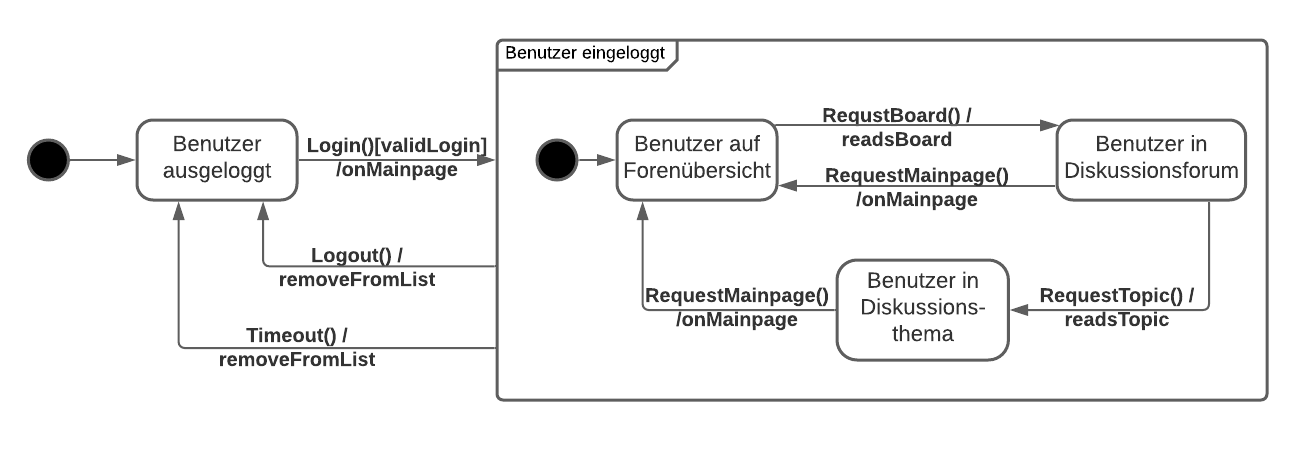 Benutzer eingeloggt
Benutzer
ausgeloggt
Login()[validLogin]
/onMainpage
Benutzer auf
Forenübersicht
RequstBoard() /
readsBoard
Benutzer in
Diskussionsforum
RequestMainpage()
/onMainpage
Logout() /
removeFromList
Timeout() /
removeFromList
RequestMainpage()
/onMainpage
Benutzer in
Diskussions-
thema
RequestTopic() /
readsTopic